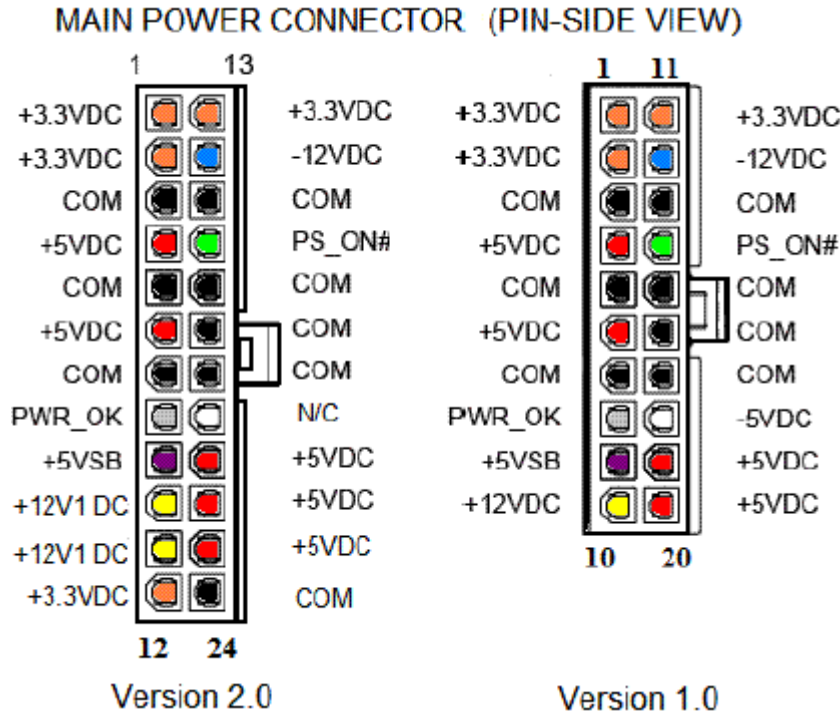 MAIN POWER CONNECTOR (PIN-SIDE VIEW)
1 13
+3.3VDC +3.3VDC
+3.3VDC -12VDC
COM COM
+5VDC PS_ON#
COM COM
+5VDC COM
COM COM
PWR_OK N/C
+5VSB +5VDC
+12V1 DC +5VDC
+12V1 DC +5VDC
+3.3VDC COM
12 24
Version 2.0
1 11
+3.3VDC +3.3VDC
+3.3VDC -12VDC
COM COM
+5VDC PS_ON#
COM COM
+5VDC COM
COM COM
PWR_OK -5VDC
+5VSB +5VDC
+12VDC +5VDC
10 20
Version 1.0